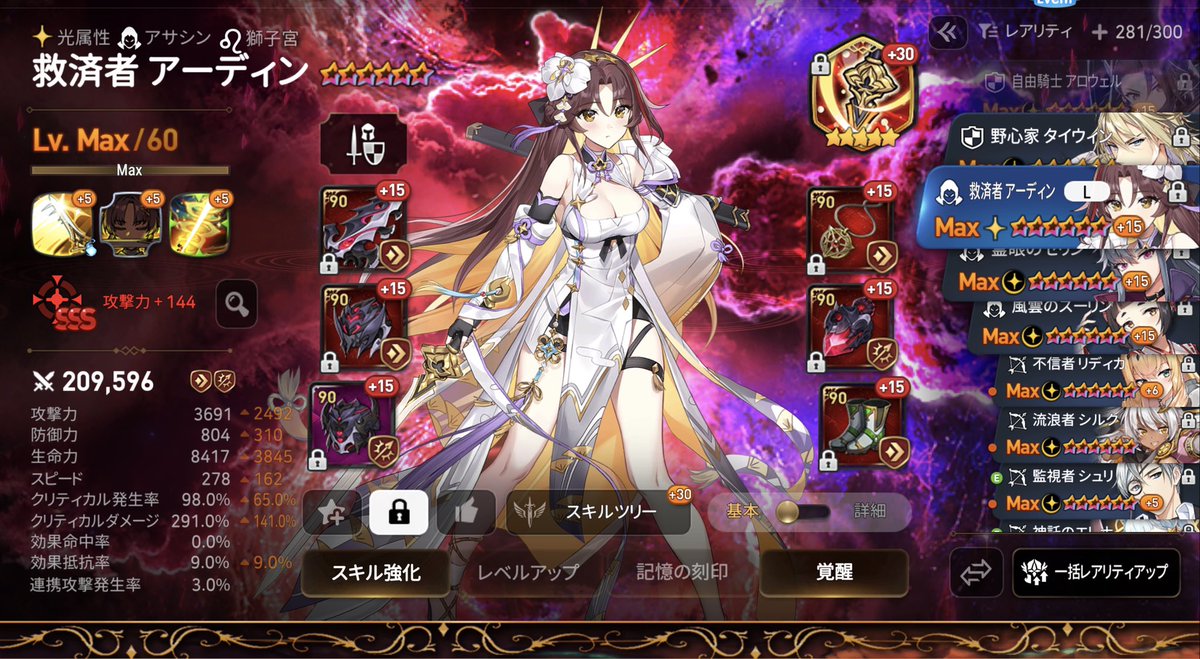 光属性 アサシン 獅子宮
救済者 アーディン
Lv. Max/60
Max
+5
+5
+5
SSS
攻撃力+144
209,596
攻撃力 3691 2492
防御力 804 310
生命力 8417 3845
スピード 278 162
クリティカル発生率 98.0% 65.0%
クリティカルダメージ 291.0% 141.0%
効果命中率 0.0%
効果抵抗率 9.0% 9.0%
連携攻撃発生率 3.0%
90 +15
90 +15
90 +15
+30
90 +15
90 +15
90 +15
スキルツリー +30
基本 詳細
スキル強化
レベルアップ
記憶の刻印
覚醒
レアリティ
281/300
自由騎士 アロウェル
野心家 タイウィン
救済者 アーディン L
Max +15
Max +15
風雲のスーリン
Max +15
不信者 リディカ
Max +6
流浪者 シルク
Max
E
監視者 シュリ
Max +5
一括レアリティアップ